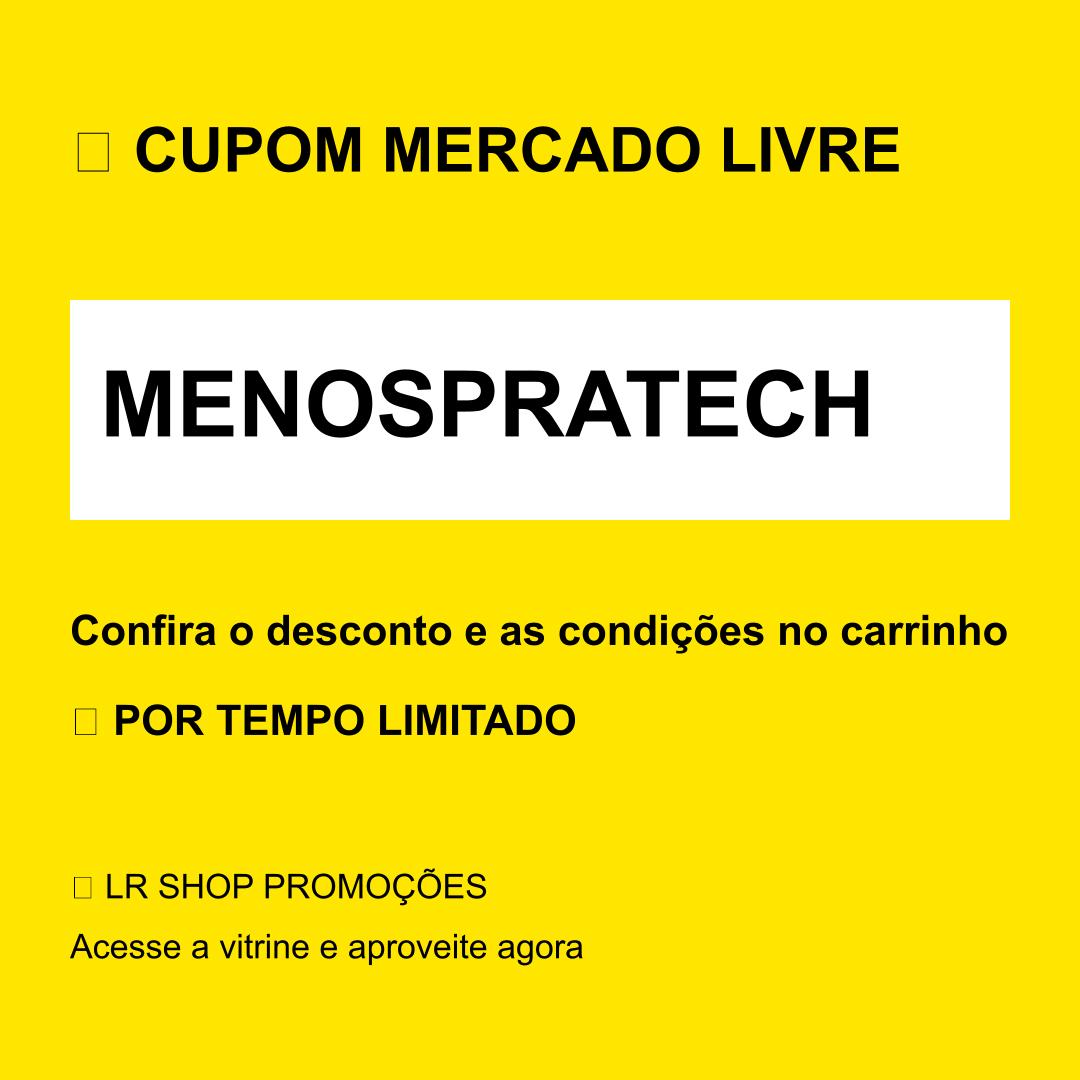 □ CUPOM MERCADO LIVRE
MENOSPRATECH
Confira o desconto e as condições no carrinho
□ POR TEMPO LIMITADO
□ LR SHOP PROMOÇÕES
Acesse a vitrine e aproveite agora